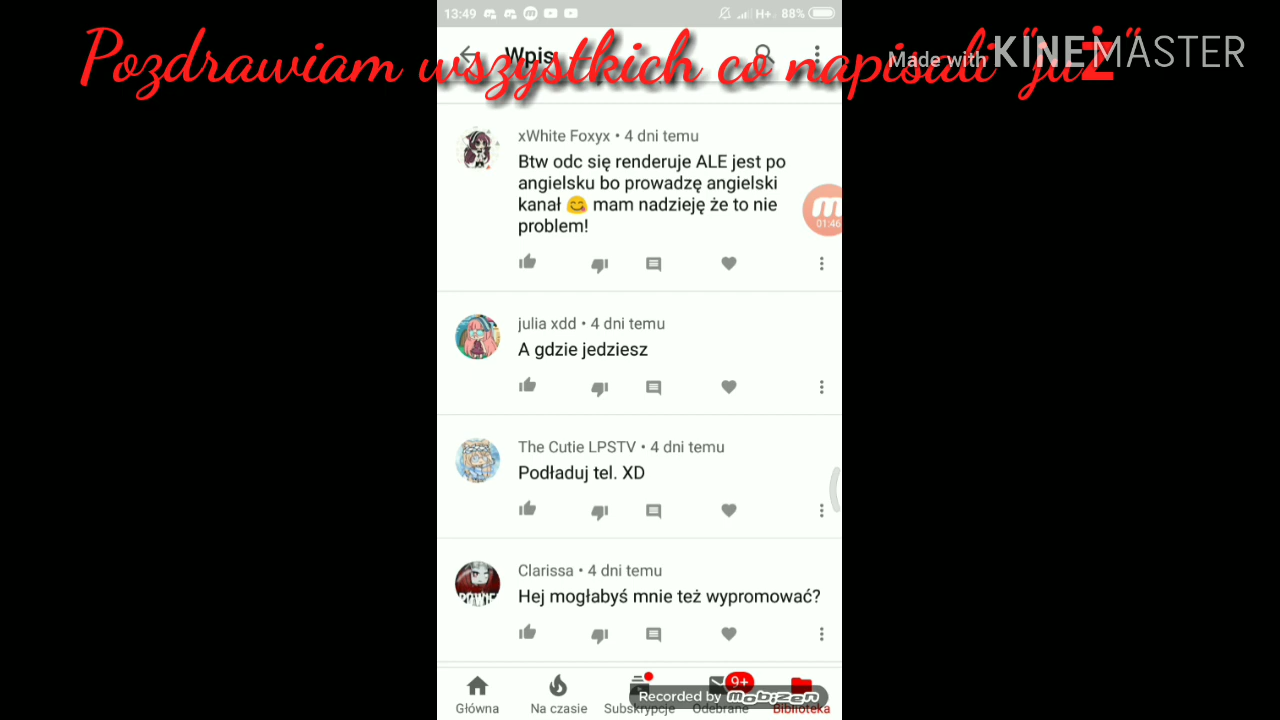 13:49
H+ 88%
Wpis
Pozdrawiam wszystkich co napisali "już"
Made with KINEMASTER
xWhite Foxyx • 4 dni temu
Btw odc się renderuje ALE jest po
angielsku bo prowadzę angielski
kanał 😋 mam nadzieję że to nie
problem!
01:46
julia xdd • 4 dni temu
A gdzie jedziesz
The Cutie LPSTV • 4 dni temu
Podładuj tel. XD
Clarissa • 4 dni temu
Hej mogłabyś mnie też wypromować?
9+
Recorded by mobizen
Główna Na czasie Subskrypcje Odebrane Biblioteka